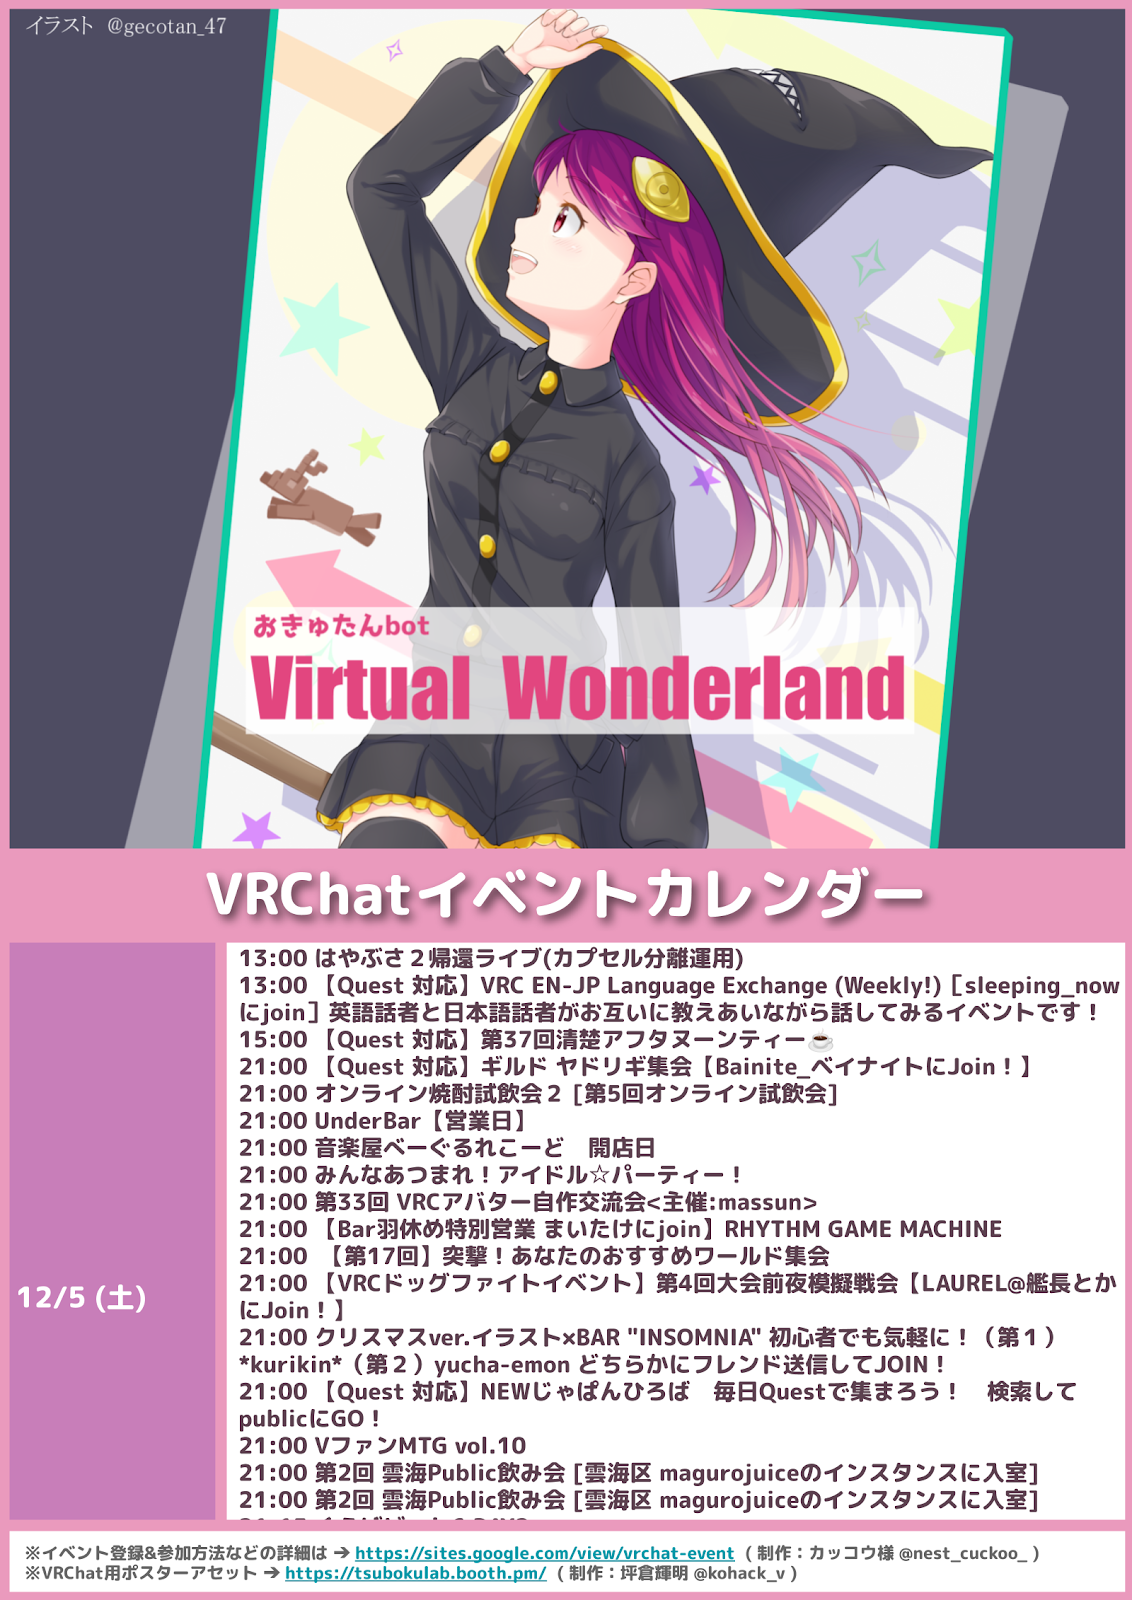 イラスト @gecotan_47
おきゅたんbot
Virtual Wonderland
VRChatイベントカレンダー
12/5 (土)
13:00 はやぶさ２帰還ライブ(カプセル分離運用)
13:00 【Quest 対応】VRC EN-JP Language Exchange (Weekly!)［sleeping_now
にjoin］英語話者と日本語話者がお互いに教えあいながら話してみるイベントです！
15:00 【Quest 対応】第37回清楚アフタヌーンティー☕
21:00 【Quest 対応】ギルド ヤドリギ集会【Bainite_ベイナイトにJoin！】
21:00 オンライン焼酎試飲会２ [第5回オンライン試飲会]
21:00 UnderBar【営業日】
21:00 音楽屋べーぐるれこーど　開店日
21:00 みんなあつまれ！アイドル☆パーティー！
21:00 第33回 VRCアバター自作交流会<主催:massun>
21:00 【Bar羽休め特別営業 まいたけにjoin】RHYTHM GAME MACHINE
21:00 【第17回】突撃！あなたのおすすめワールド集会
21:00 【VRCドッグファイトイベント】第4回大会前夜模擬戦会【LAUREL@艦長とか
にJoin！】
21:00 クリスマスver.イラスト×BAR "INSOMNIA" 初心者でも気軽に！（第１）
*kurikin*（第２）yucha-emon どちらかにフレンド送信してJOIN！
21:00 【Quest 対応】NEWじゃぱんひろば　毎日Questで集まろう！　検索して
publicにGO！
21:00 VファンMTG vol.10
21:00 第2回 雲海Public飲み会 [雲海区 magurojuiceのインスタンスに入室]
21:00 第2回 雲海Public飲み会 [雲海区 magurojuiceのインスタンスに入室]
※イベント登録&参加方法などの詳細は ➔ https://sites.google.com/view/vrchat-event ( 制作：カッコウ様 @nest_cuckoo_ )
※VRChat用ポスターアセット ➔ https://tsubokulab.booth.pm/ ( 制作：坪倉輝明 @kohack_v )